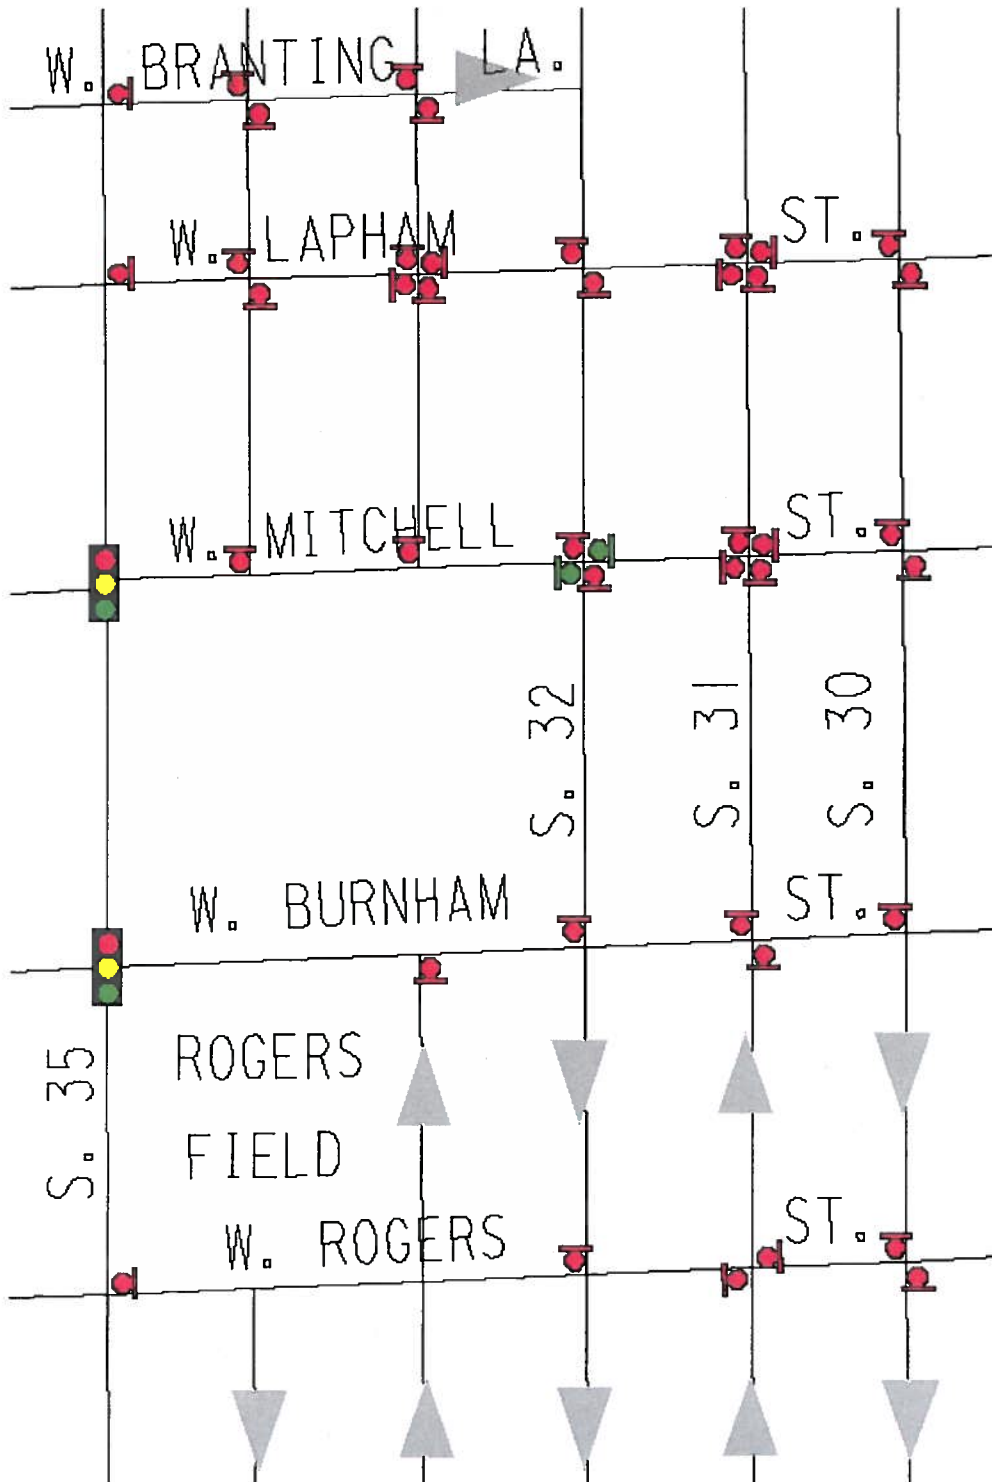 W. BRANTING LA.
W. LAPHAM ST.
W. MITCHELL ST.
S. 32
S. 31
S. 30
W. BURNHAM ST.
S. 35
ROGERS
FIELD
W. ROGERS ST.